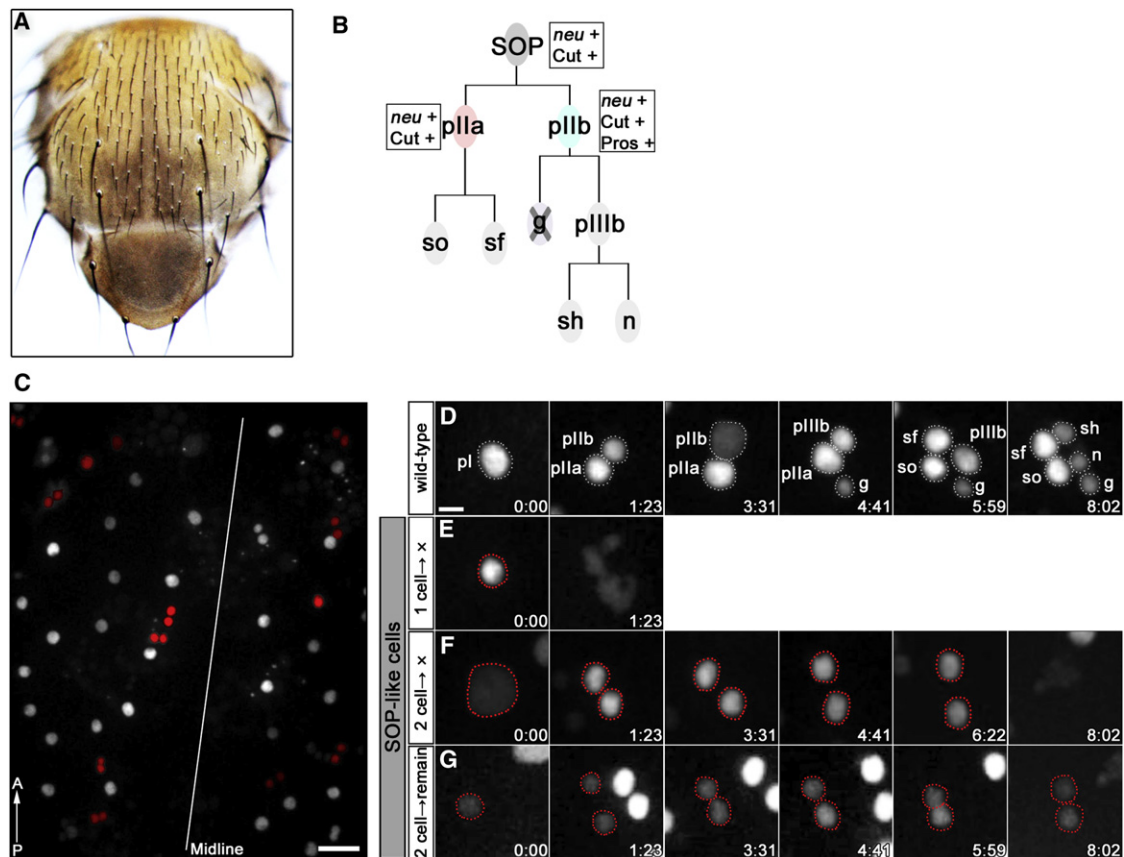 A
B
SOP
neu +
Cut +
neu +
Cut +
pIIa
pIIb
neu +
Cut +
Pros +
so
sf
g
pIIIb
sh
n
C
A
P
Midline
wild-type
D
pI
0:00
pIIb
pIIa
1:23
pIIb
pIIa
3:31
pIIIb
pIIa
g
4:41
sf
so
pIIIb
g
5:59
sf
so
sh
n
g
8:02
SOP-like cells
1 cell→ ×
E
0:00
1:23
2 cell→ ×
F
0:00
1:23
3:31
4:41
6:22
8:02
2 cell→remain
G
0:00
1:23
3:31
4:41
5:59
8:02